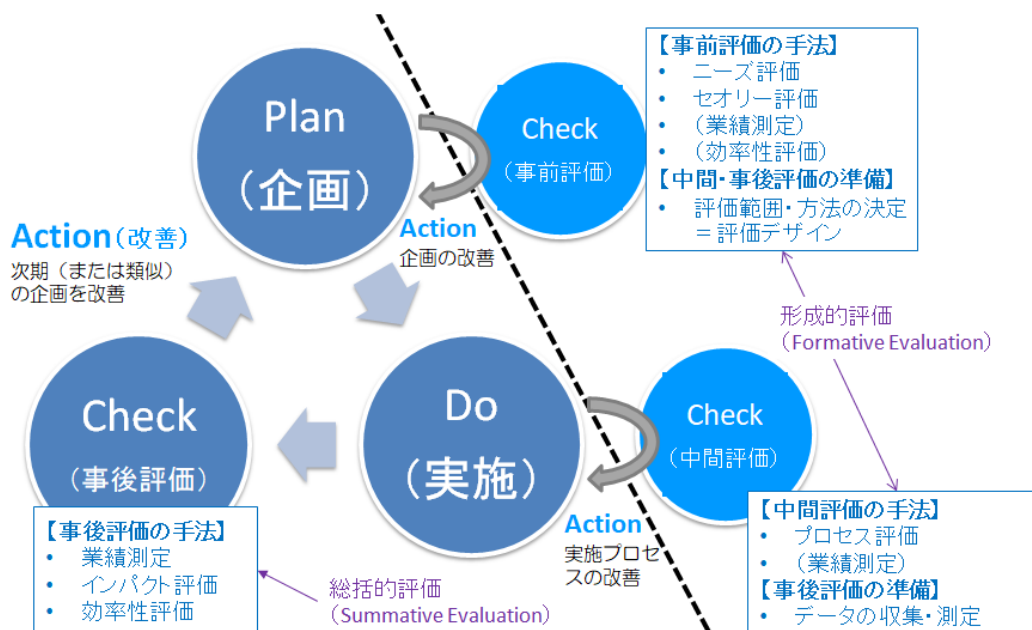 Plan
（企画）
Check
（事前評価）
【事前評価の手法】
• ニーズ評価
• セオリー評価
• （業績測定）
• （効率性評価）
【中間・事後評価の準備】
• 評価範囲・方法の決定
＝評価デザイン
Action
企画の改善
Action（改善）
次期（または類似）
の企画を改善
形成的評価
（Formative Evaluation）
Check
（事後評価）
Do
（実施）
Check
（中間評価）
【事後評価の手法】
• 業績測定
• インパクト評価
• 効率性評価
総括的評価
（Summative Evaluation）
Action
実施プロセ
スの改善
【中間評価の手法】
• プロセス評価
• （業績測定）
【事後評価の準備】
• データの収集・測定